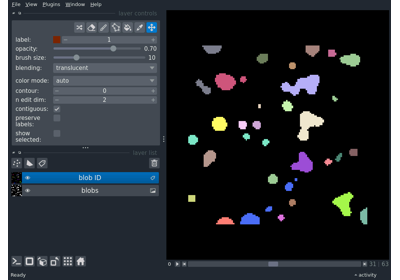 File View Plugins Window Help
layer controls
label: 1
opacity: 0.70
brush size: 10
blending: translucent
color mode: auto
contour: 0
n edit dim: 2
contiguous:
preserve
labels:
show
selected:
layer list
blob ID
blobs
31 63
Ready
activity